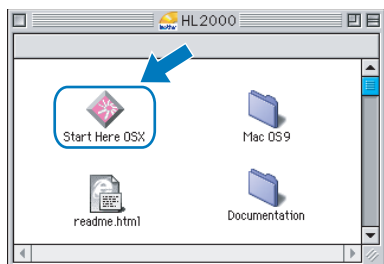 HL2000
Start Here OSX
Mac OS9
readme.html
Documentation